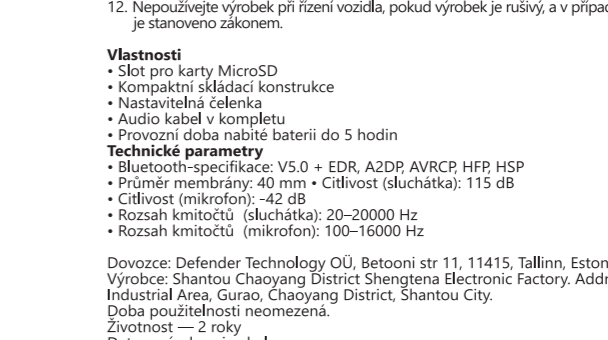 12. Nepoužívejte výrobek při řízení vozidla, pokud výrobek je rušivý, a v
je stanoveno zákonem.
Vlastnosti
• Slot pro karty MicroSD
• Kompaktní skládací konstrukce
• Nastavitelná čelenka
• Audio kabel v kompletu
• Provozní doba nabité baterii do 5 hodin
Technické parametry
• Bluetooth-specifikace: V5.0 + EDR, A2DP, AVRCP, HFP, HSP
• Průměr membrány: 40 mm • Citlivost (sluchátka): 115 dB
• Citlivost (mikrofon): -42 dB
• Rozsah kmitočtů  (sluchátka): 20–20000 Hz
• Rozsah kmitočtů  (mikrofon): 100–16000 Hz
Dovozce: Defender Technology OÜ, Betooni str 11, 11415, Tallinn,
Výrobce: Shantou Chaoyang District Shengtena Electronic Factory.
Industrial Area, Gurao, Chaoyang District, Shantou City.
Doba použitelnosti neomezená.
Životnost — 2 roky